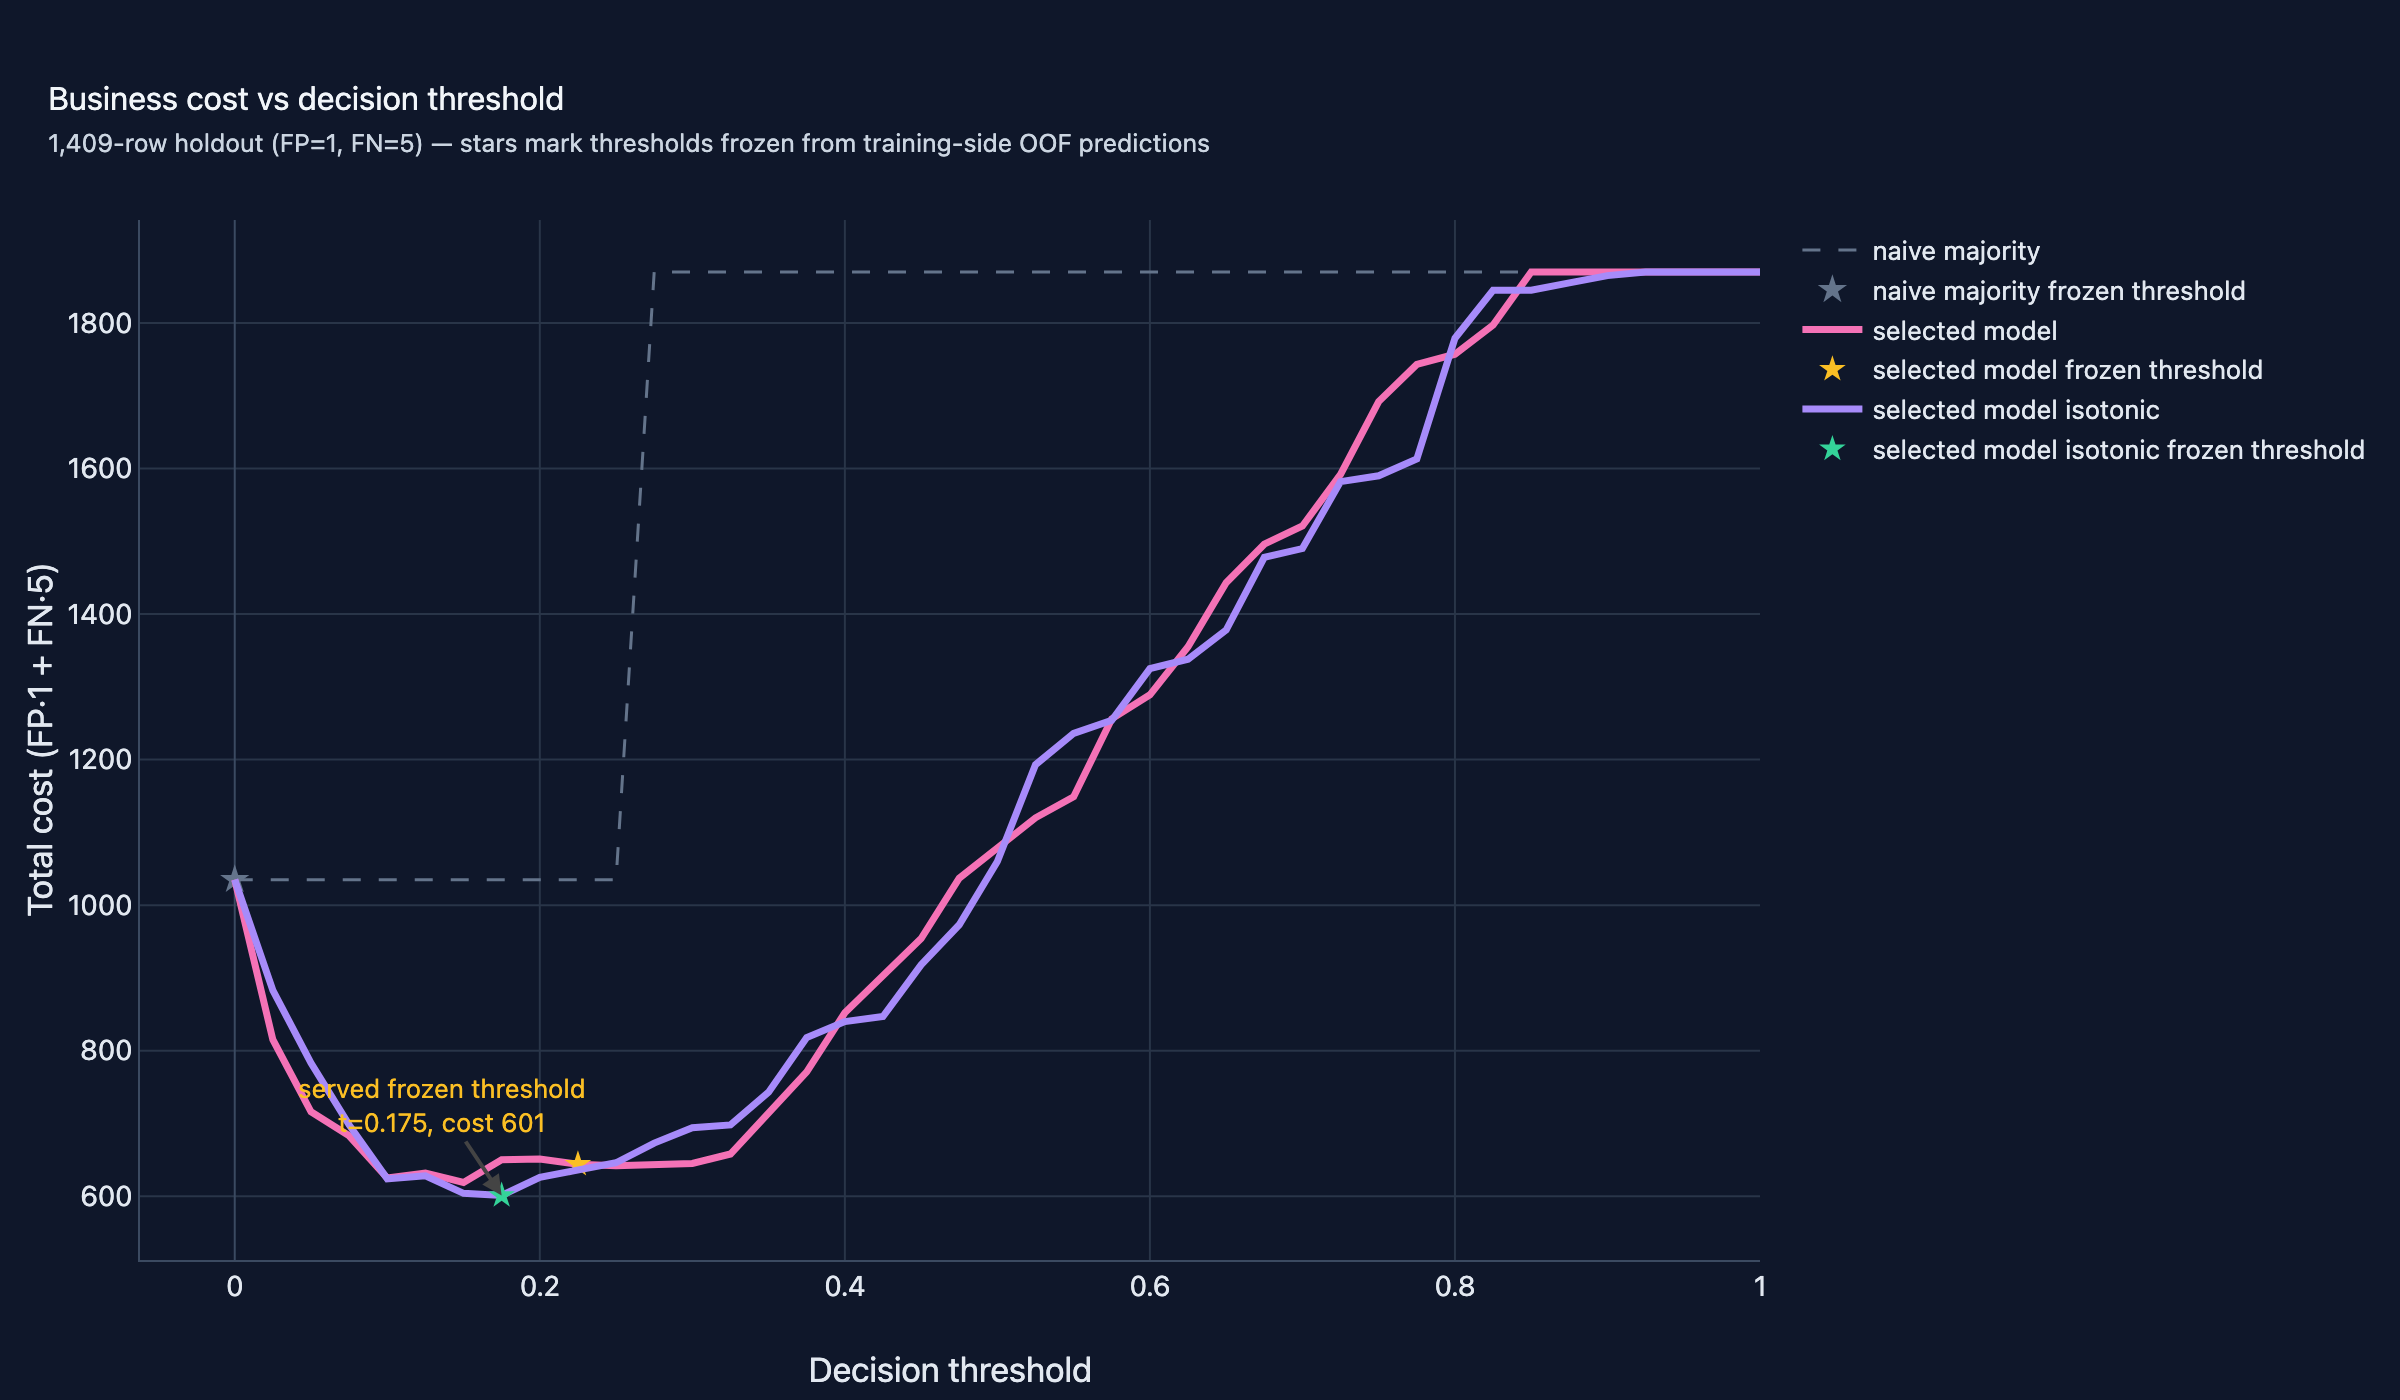 Business cost vs decision threshold
1,409-row holdout (FP=1, FN=5) — stars mark thresholds frozen from training-side OOF predictions
naive majority
naive majority frozen threshold
selected model
selected model frozen threshold
selected model isotonic
selected model isotonic frozen threshold
Total cost (FP·1 + FN·5)
1800
1600
1400
1200
1000
800
600
served frozen threshold
t=0.175, cost 601
0
0.2
0.4
0.6
0.8
1
Decision threshold